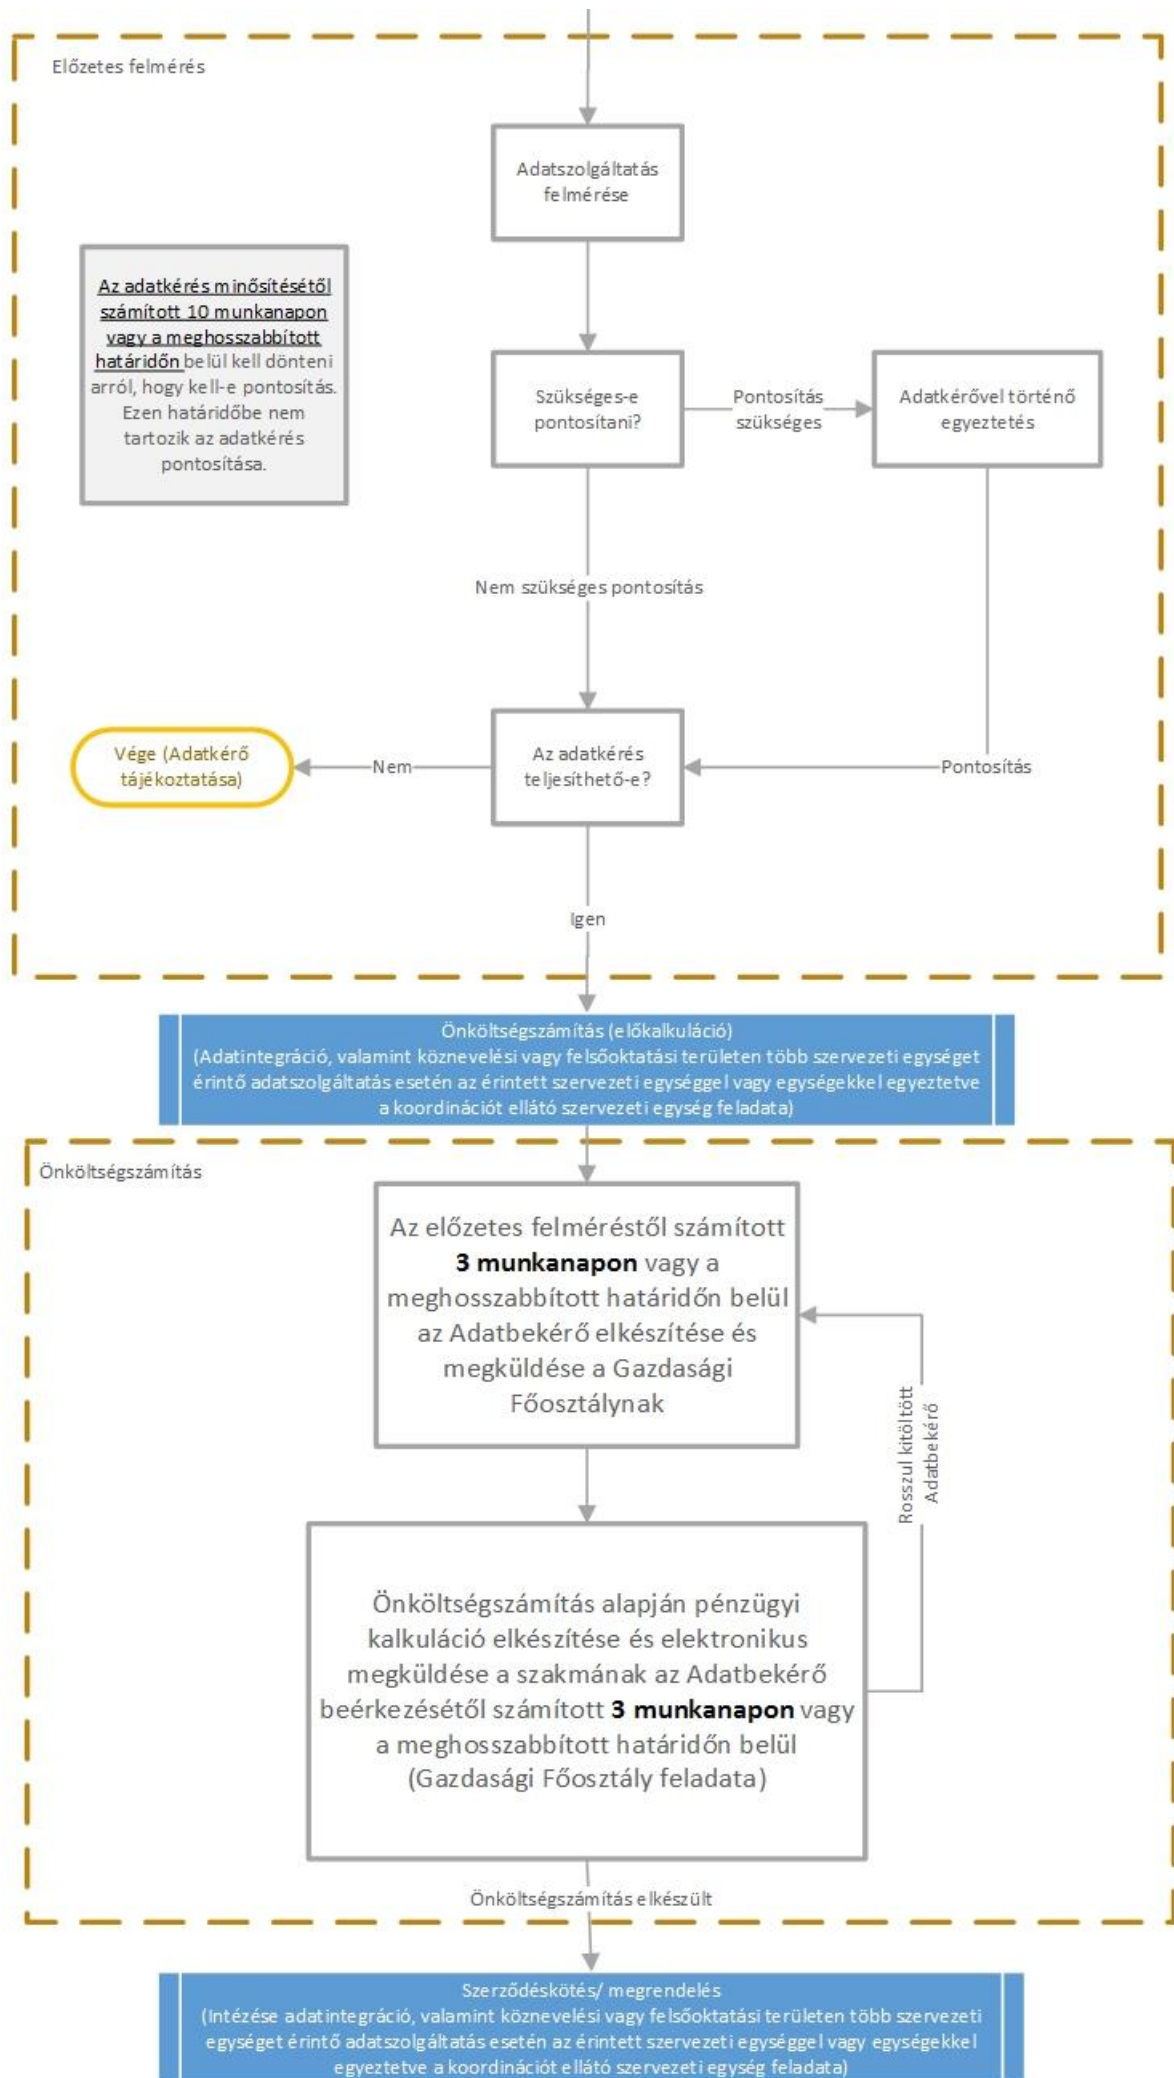 Előzetes felmérés
Adatszolgáltatás
felmérése
Az adatkérés minősítésétől
számított 10 munkanapon
vagy a meghosszabbított
határidőn belül kell dönteni
arról, hogy kell-e pontosítás.
Ezen határidőbe nem
tartozik az adatkérés
pontosítása.
Szükséges-e
pontosítani?
Pontosítás
szükséges
Adatkérővel történő
egyeztetés
Nem szükséges pontosítás
Vége (Adatkérő
tájékoztatása)
Nem
Az adatkérés
teljesíthető-e?
Pontosítás
Igen
Önköltségszámítás (előkalkuláció)
(Adatintegráció, valamint köznevelési vagy felsőoktatási területen több szervezeti egységet
érintő adatszolgáltatás esetén az érintett szervezeti egységgel vagy egységekkel egyeztetve
a koordinációt ellátó szervezeti egység feladata)
Önköltségszámítás
Az előzetes felméréstől számított
3 munkanapon vagy a
meghosszabbított határidőn belül
az Adatbekérő elkészítése és
megküldése a Gazdasági
Főosztálynak
Rosszul kitöltött
Adatbekérő
Önköltségszámítás alapján pénzügyi
kalkuláció elkészítése és elektronikus
megküldése a szakmának az Adatbekérő
beérkezésétől számított 3 munkanapon vagy
a meghosszabbított határidőn belül
(Gazdasági Főosztály feladata)
Önköltségszámítás elkészült
Szerződéskötés/ megrendelés
(Intézése adatintegráció, valamint köznevelési vagy felsőoktatási területen több szervezeti
egységet érintő adatszolgáltatás esetén az érintett szervezeti egységgel vagy egységekkel
egyeztetve a koordinációt ellátó szervezeti egység feladata)